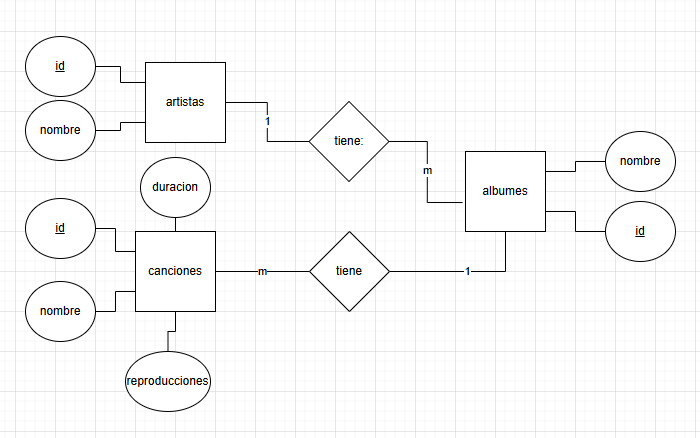 id
artistas
nombre
1
tiene:
m
duracion
albumes
nombre
id
id
canciones
m
tiene
1
nombre
reproducciones